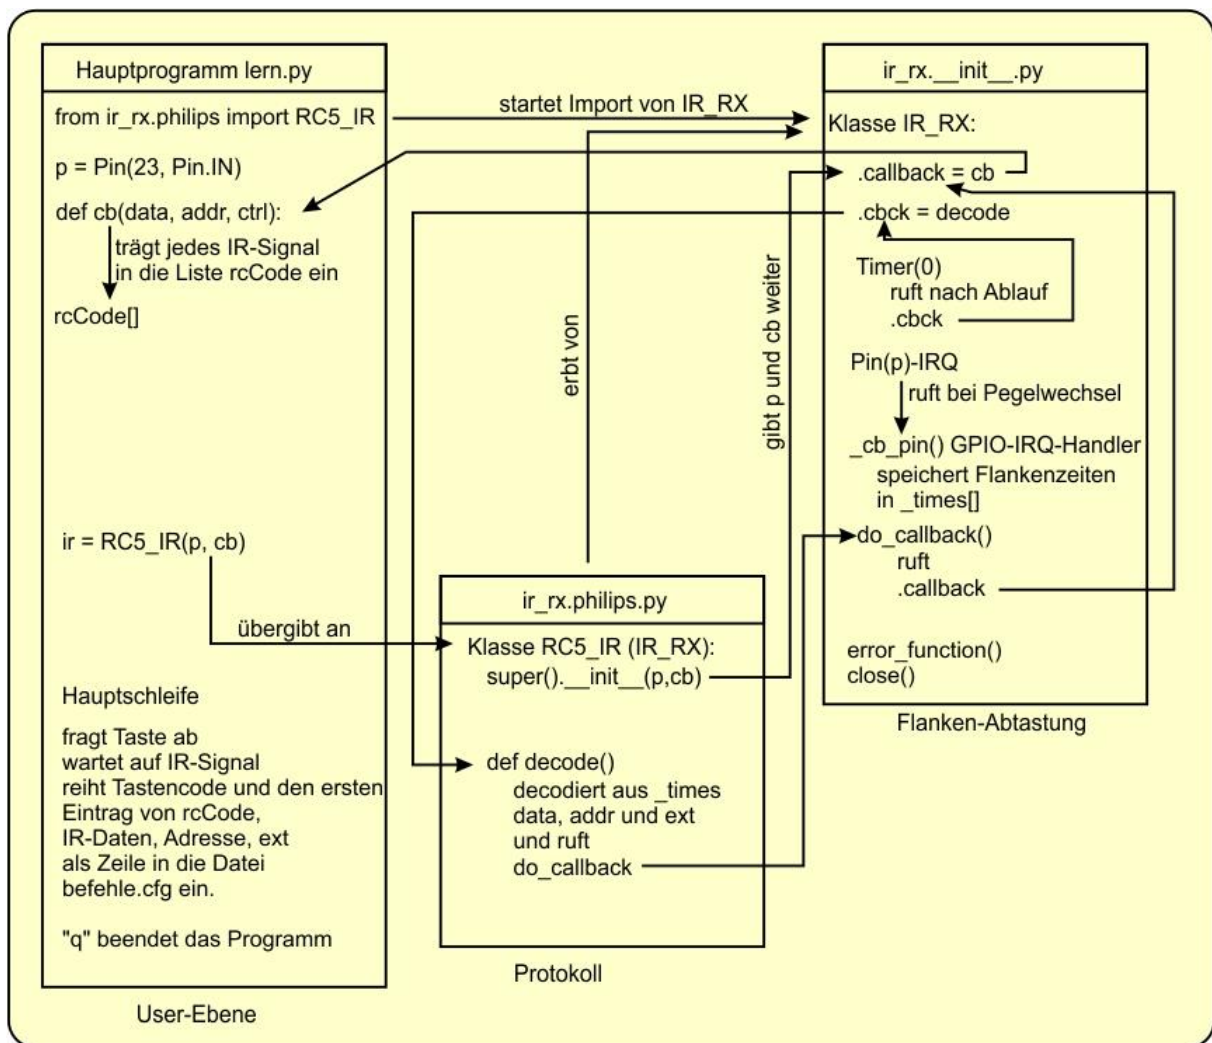 Hauptprogramm lern.py
from ir_rx.philips import RC5_IR
p = Pin(23, Pin.IN)
def cb(data, addr, ctrl):
trägt jedes IR-Signal
in die Liste rcCode ein
rcCode[]
ir = RC5_IR(p, cb)
übergibt an
Hauptschleife
fragt Taste ab
wartet auf IR-Signal
reiht Tastencode und den ersten
Eintrag von rcCode,
IR-Daten, Adresse, ext
als Zeile in die Datei
befehle.cfg ein.
"q" beendet das Programm
User-Ebene
startet Import von IR_RX
erbt von
gibt p und cb weiter
ir_rx.philips.py
Klasse RC5_IR (IR_RX):
super().__init__(p,cb)
def decode()
decodiert aus _times
data, addr und ext
und ruft
do_callback
Protokoll
ir_rx.__init__.py
Klasse IR_RX:
.callback = cb
.cbck = decode
Timer(0)
ruft nach Ablauf
.cbck
Pin(p)-IRQ
ruft bei Pegelwechsel
_cb_pin() GPIO-IRQ-Handler
speichert Flankenzeiten
in _times[]
do_callback()
ruft
.callback
error_function()
close()
Flanken-Abtastung